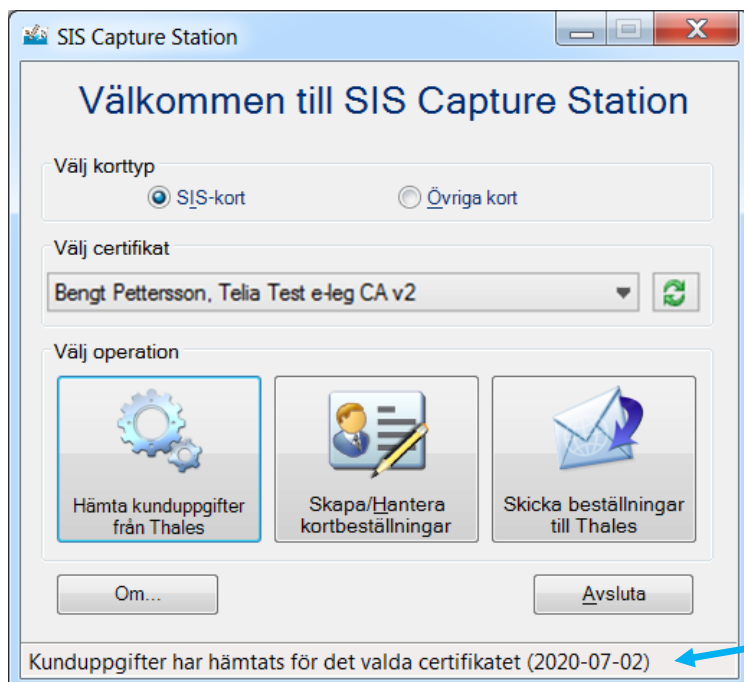 SIS Capture Station
Välkommen till SIS Capture Station
Välj korttyp
SIS-kort
Övriga kort
Välj certifikat
Bengt Pettersson, Telia Test e-leg CA v2
Välj operation
Hämta kunduppgifter
från Thales
Skapa/Hantera
kortbeställningar
Skicka beställningar
till Thales
Om...
Avsluta
Kunduppgifter har hämtats för det valda certifikatet (2020-07-02)